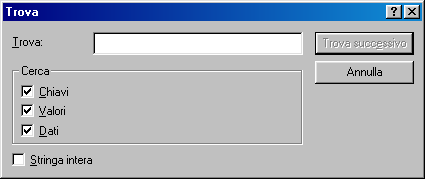 Trova
Trova: Trova successivo
Cerca Annulla
Chiavi
Valori
Dati
Stringa intera